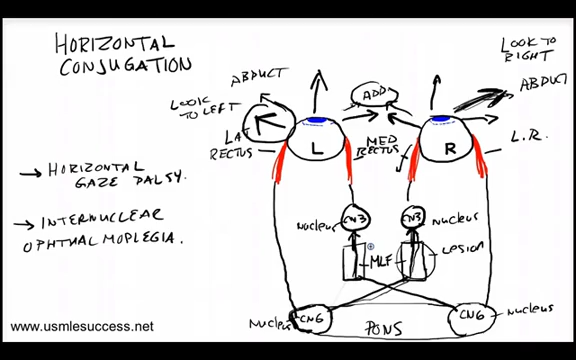 HORIZONTAL
CONJUGATION
ABDUCT
LOOK
TO LEFT
LAT
RECTUS
L
ADD
MED
RECTUS
R
LOOK TO
RIGHT
ABDUCT
L.R.
→ HORIZONTAL
GAZE PALSY.
→ INTERNUCLEAR
OPHTHALMOPLEGIA.
NUCLEUS
CN3
CN3
NUCLEUS
MLF
LESION
NUCLEUS
CN6
PONS
CN6
NUCLEUS
www.usmlesuccess.net